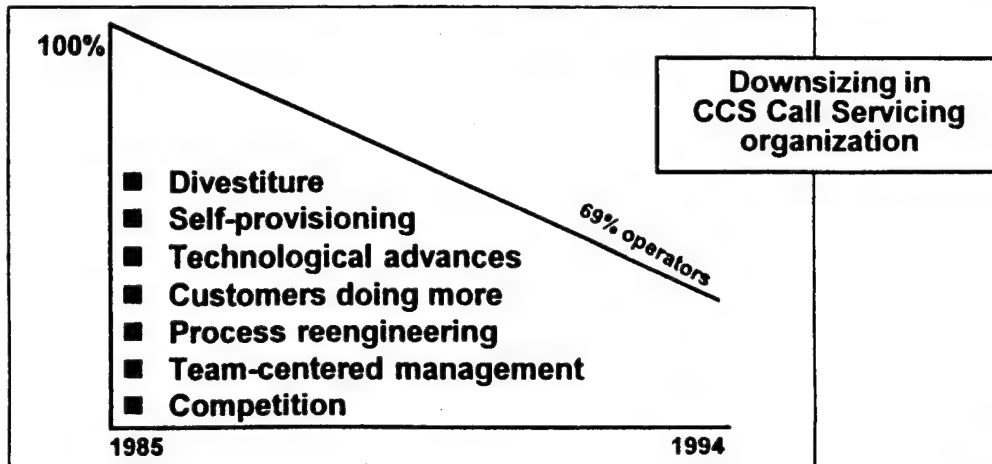 100%
Downsizing in
CCS Call Servicing
organization
■ Divestiture
■ Self-provisioning
■ Technological advances
■ Customers doing more
■ Process reengineering
■ Team-centered management
■ Competition
69% operators
1985
1994